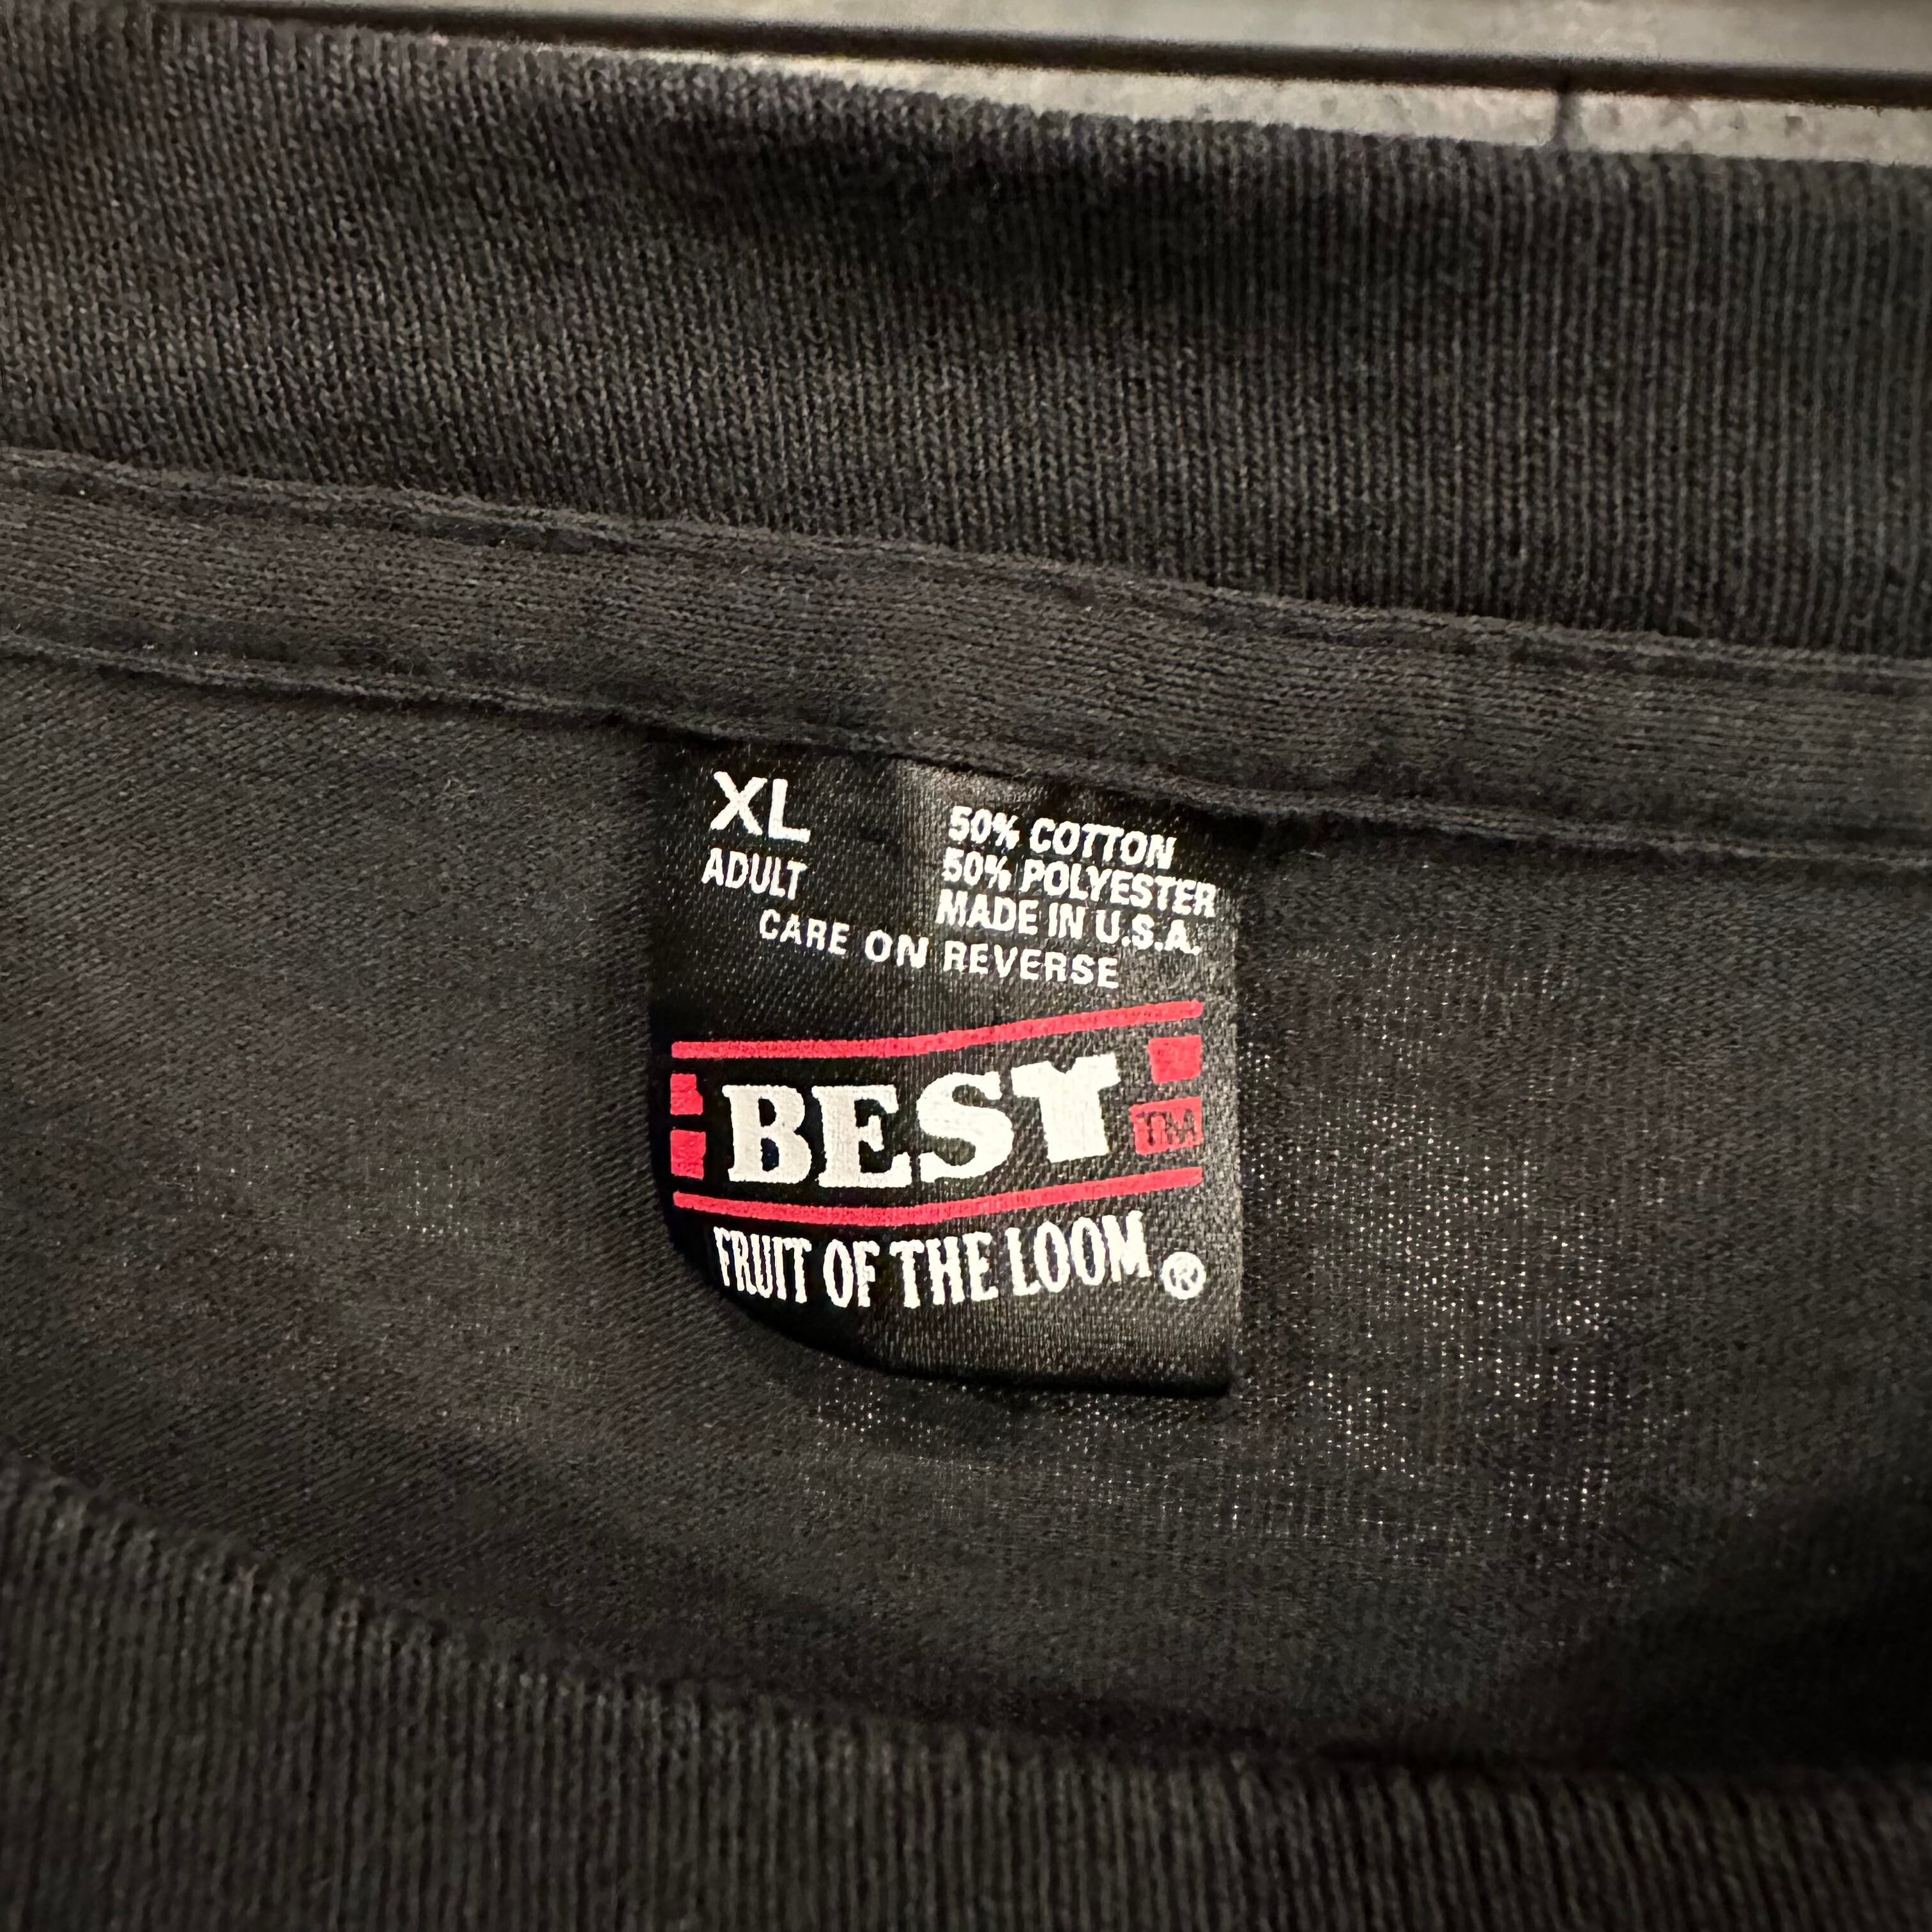 XL
ADULT
50% COTTON
50% POLYESTER
MADE IN U.S.A.
CARE ON REVERSE
BEST TM
FRUIT OF THE LOOM ®